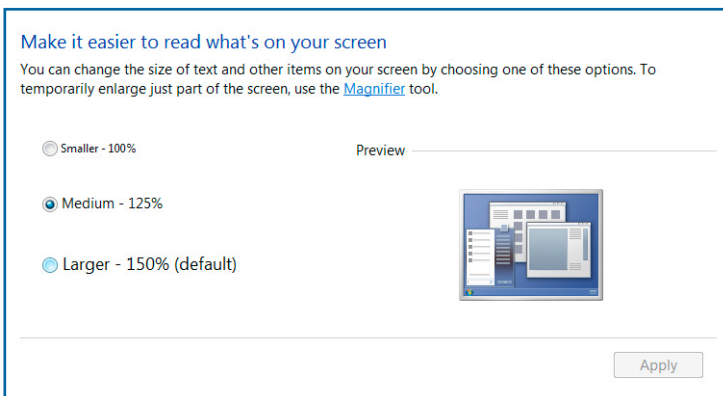 Make it easier to read what's on your screen
You can change the size of text and other items on your screen by choosing one of these options. To
temporarily enlarge just part of the screen, use the Magnifier tool.
Smaller - 100%
Preview
Medium - 125%
Larger - 150% (default)
Apply